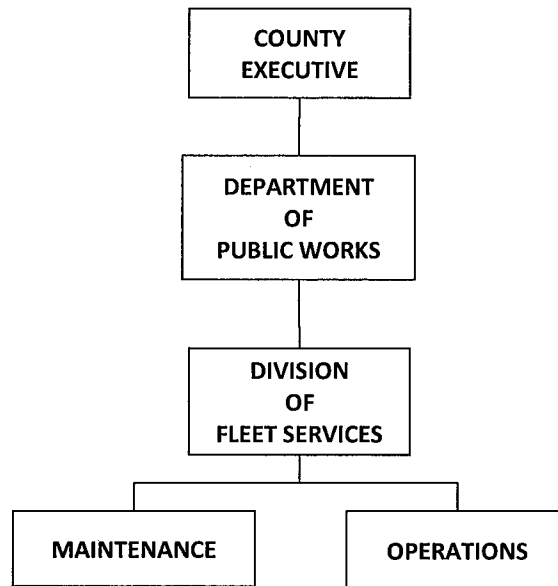 COUNTY
EXECUTIVE
DEPARTMENT
OF
PUBLIC WORKS
DIVISION
OF
FLEET SERVICES
MAINTENANCE
OPERATIONS